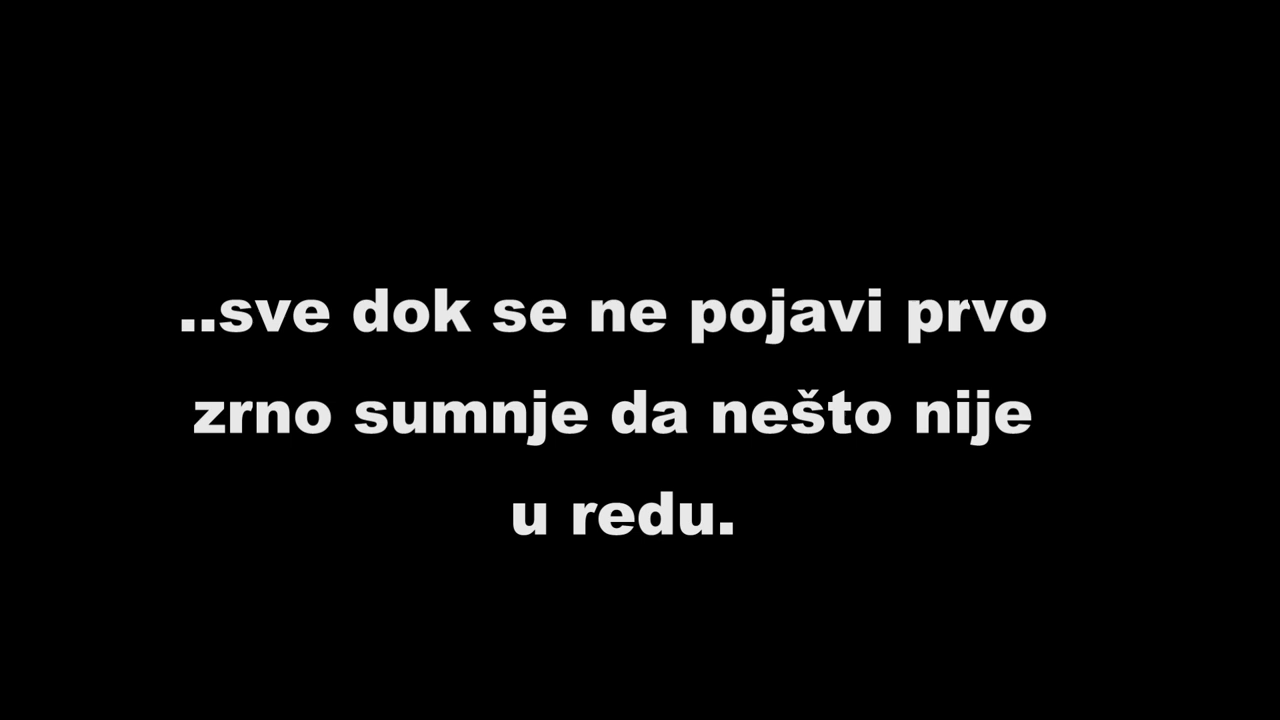 ..sve dok se ne pojavi prvo
zrno sumnje da nešto nije
u redu.